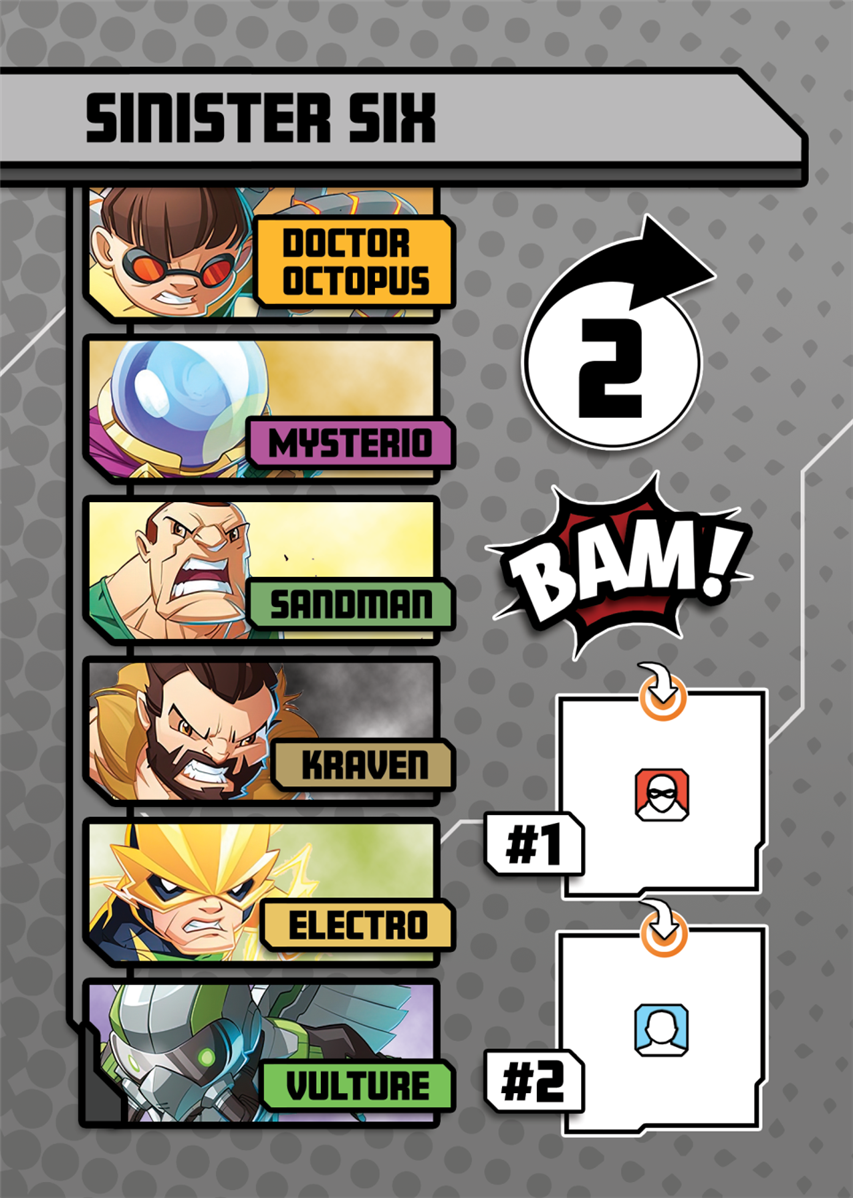 SINISTER SIX
DOCTOR
OCTOPUS
MYSTERIO
SANDMAN
KRAVEN
ELECTRO
VULTURE
2
BAM!
#1
#2